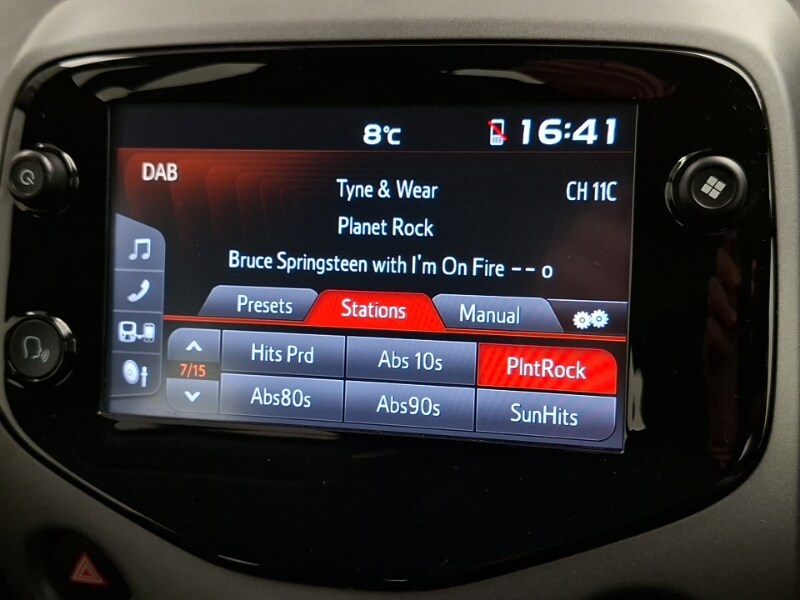 8°C 16:41
DAB
Tyne & Wear CH 11C
Planet Rock
Bruce Springsteen with I'm On Fire -- o
Presets Stations Manual
7/15
Hits Prd Abs 10s PlntRock
Abs80s Abs90s SunHits